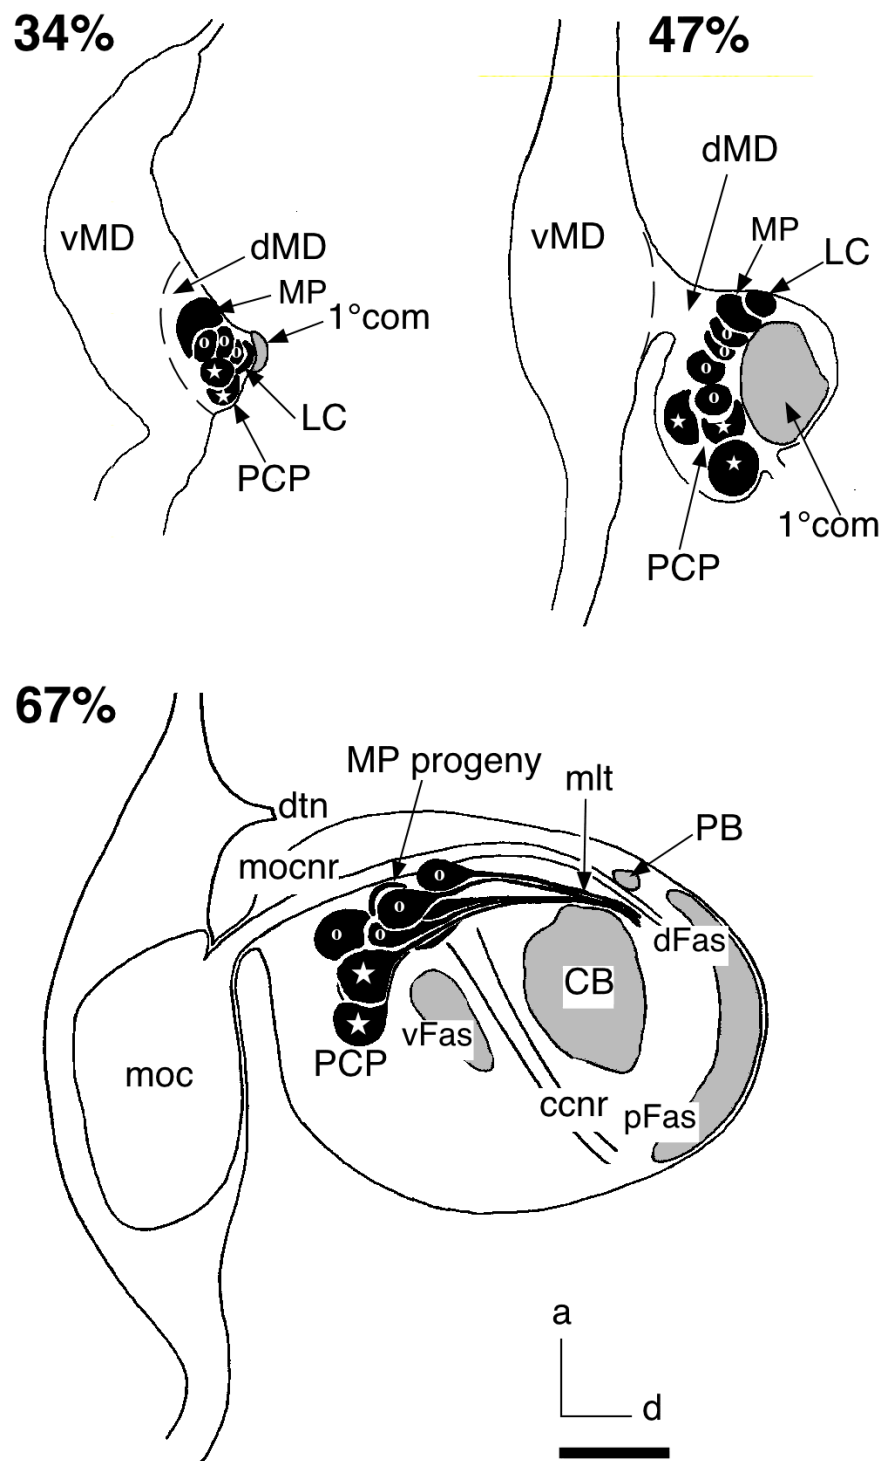 34%
47%
vMD
dMD
MP
1°com
LC
PCP
dMD
vMD
MP
LC
1°com
PCP
67%
MP progeny
mlt
dtn
PB
mocnr
dFas
CB
vFas
PCP
moc
ccnr
pFas
a
d